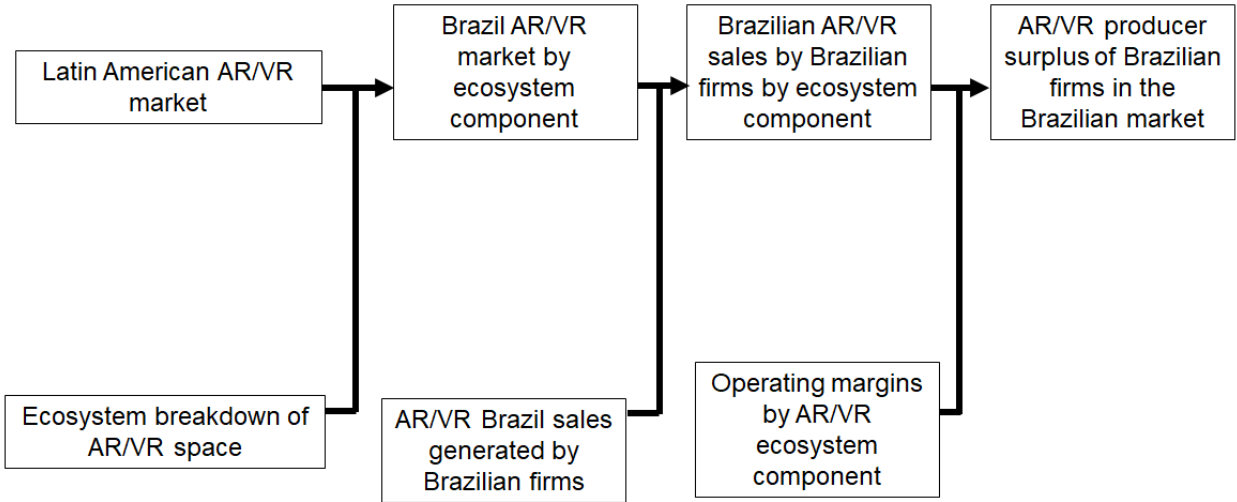 Latin American AR/VR
market
Brazil AR/VR
market by
ecosystem
component
Brazilian AR/VR
sales by Brazilian
firms by ecosystem
component
AR/VR producer
surplus of Brazilian
firms in the
Brazilian market
Ecosystem breakdown of
AR/VR space
AR/VR Brazil sales
generated by
Brazilian firms
Operating margins
by AR/VR
ecosystem
component